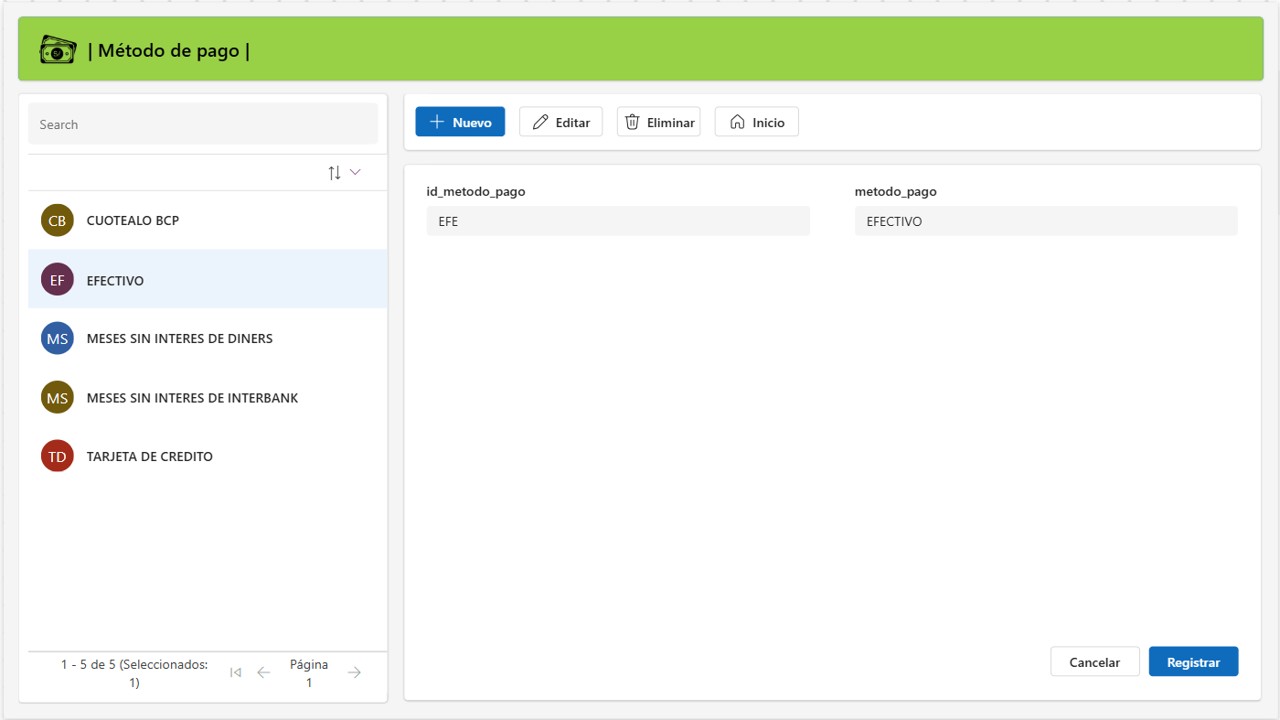 | Método de pago |
Search
CB CUOTEALO BCP
EF EFECTIVO
MS MESES SIN INTERES DE DINERS
MS MESES SIN INTERES DE INTERBANK
TD TARJETA DE CREDITO
1 - 5 de 5 (Seleccionados:
1)
Página
1
Nuevo Editar Eliminar Inicio
id_metodo_pago metodo_pago
EFE EFECTIVO
Cancelar Registrar